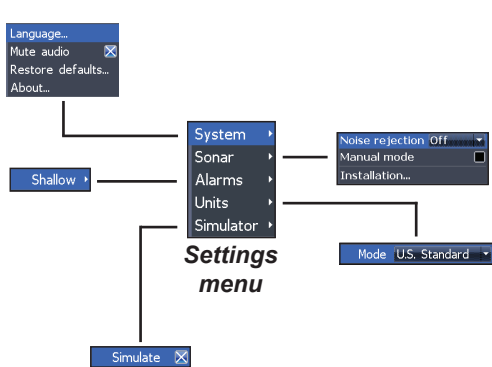 Language...
Mute audio
Restore defaults...
About...
System
Sonar
Alarms
Units
Simulator
Settings
menu
Noise rejection Off
Manual mode
Installation...
Shallow
Mode U.S. Standard
Simulate